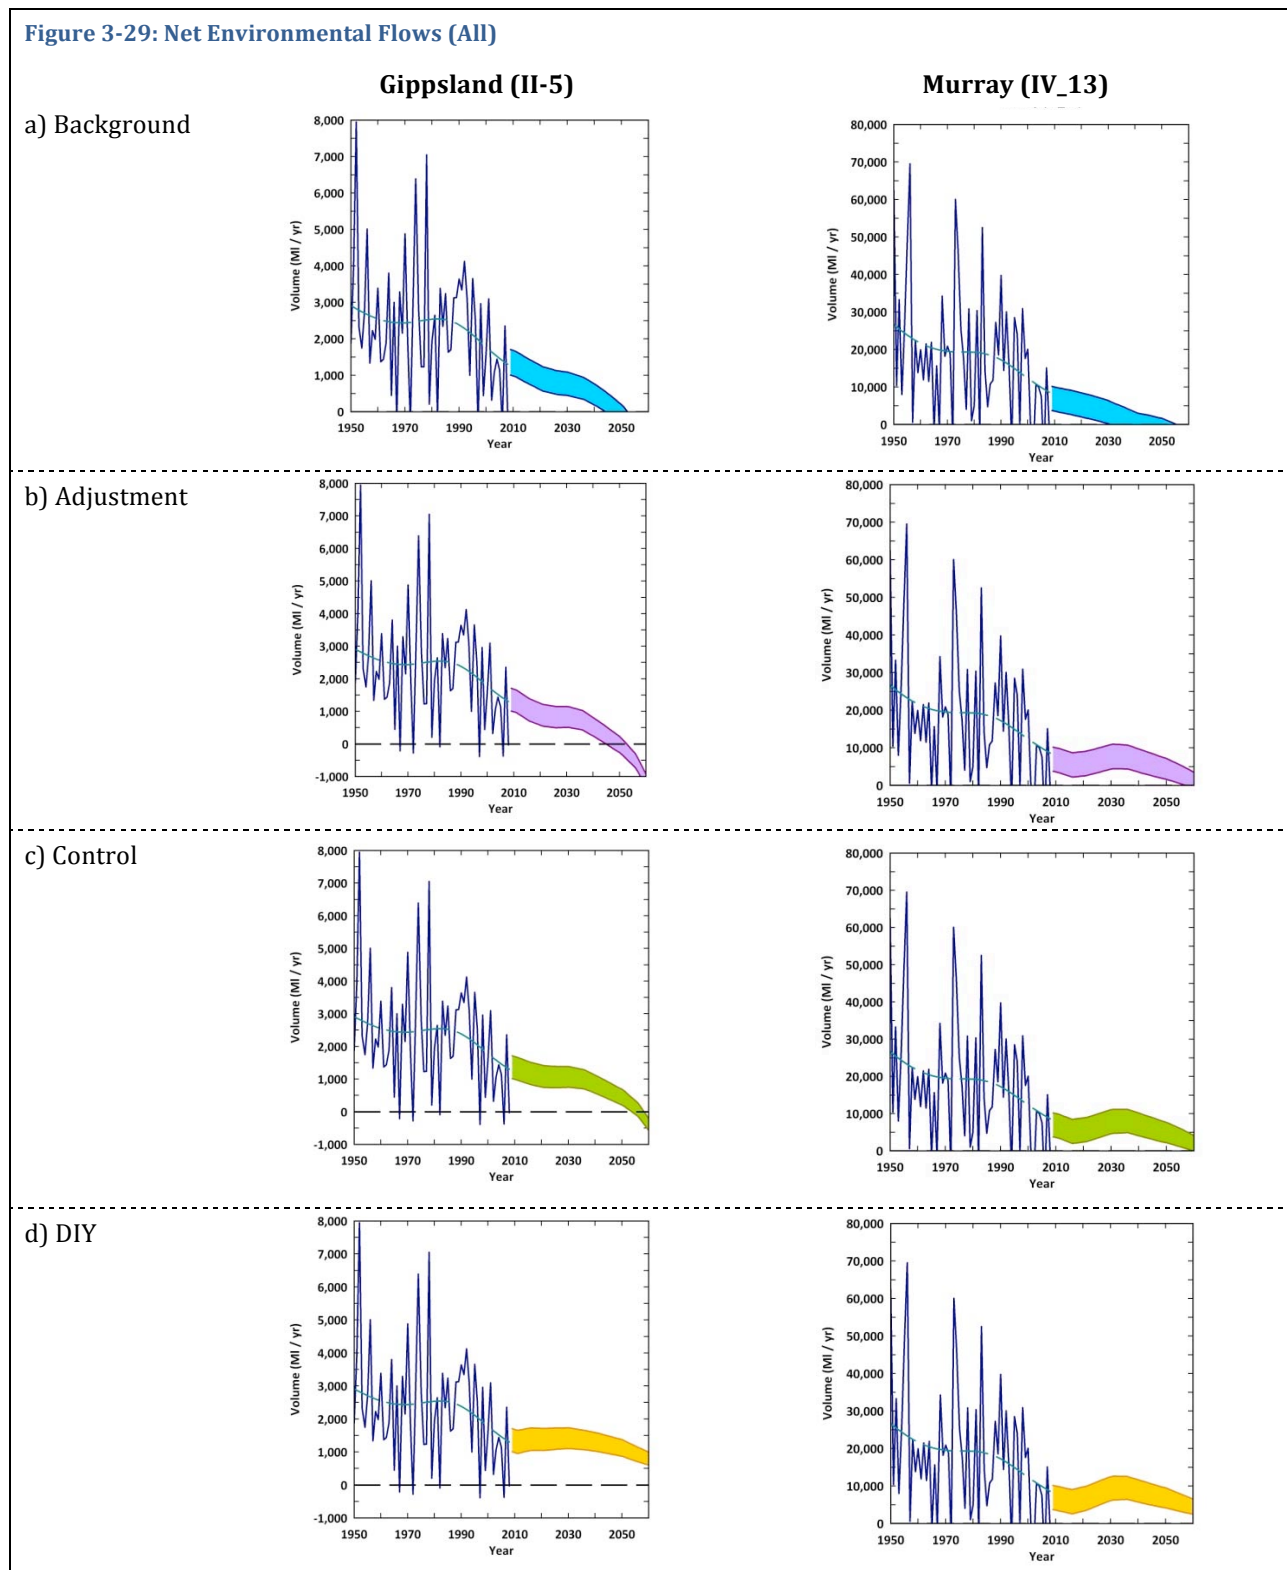 Figure 3-29: Net Environmental Flows (All)
Gippsland (II-5)
Murray (IV_13)
a) Background
8,000
7,000
6,000
5,000
4,000
3,000
2,000
1,000
0
Volume (Ml / yr)
1950 1970 1990 2010 2030 2050
Year
80,000
70,000
60,000
50,000
40,000
30,000
20,000
10,000
0
Volume (Ml / yr)
1950 1970 1990 2010 2030 2050
Year
b) Adjustment
8,000
7,000
6,000
5,000
4,000
3,000
2,000
1,000
0
-1,000
Volume (Ml / yr)
1950 1970 1990 2010 2030 2050
Year
80,000
70,000
60,000
50,000
40,000
30,000
20,000
10,000
0
Volume (Ml / yr)
1950 1970 1990 2010 2030 2050
Year
c) Control
8,000
7,000
6,000
5,000
4,000
3,000
2,000
1,000
0
-1,000
Volume (Ml / yr)
1950 1970 1990 2010 2030 2050
Year
80,000
70,000
60,000
50,000
40,000
30,000
20,000
10,000
0
Volume (Ml / yr)
1950 1970 1990 2010 2030 2050
Year
d) DIY
8,000
7,000
6,000
5,000
4,000
3,000
2,000
1,000
0
-1,000
Volume (Ml / yr)
1950 1970 1990 2010 2030 2050
Year
80,000
70,000
60,000
50,000
40,000
30,000
20,000
10,000
0
Volume (Ml / yr)
1950 1970 1990 2010 2030 2050
Year